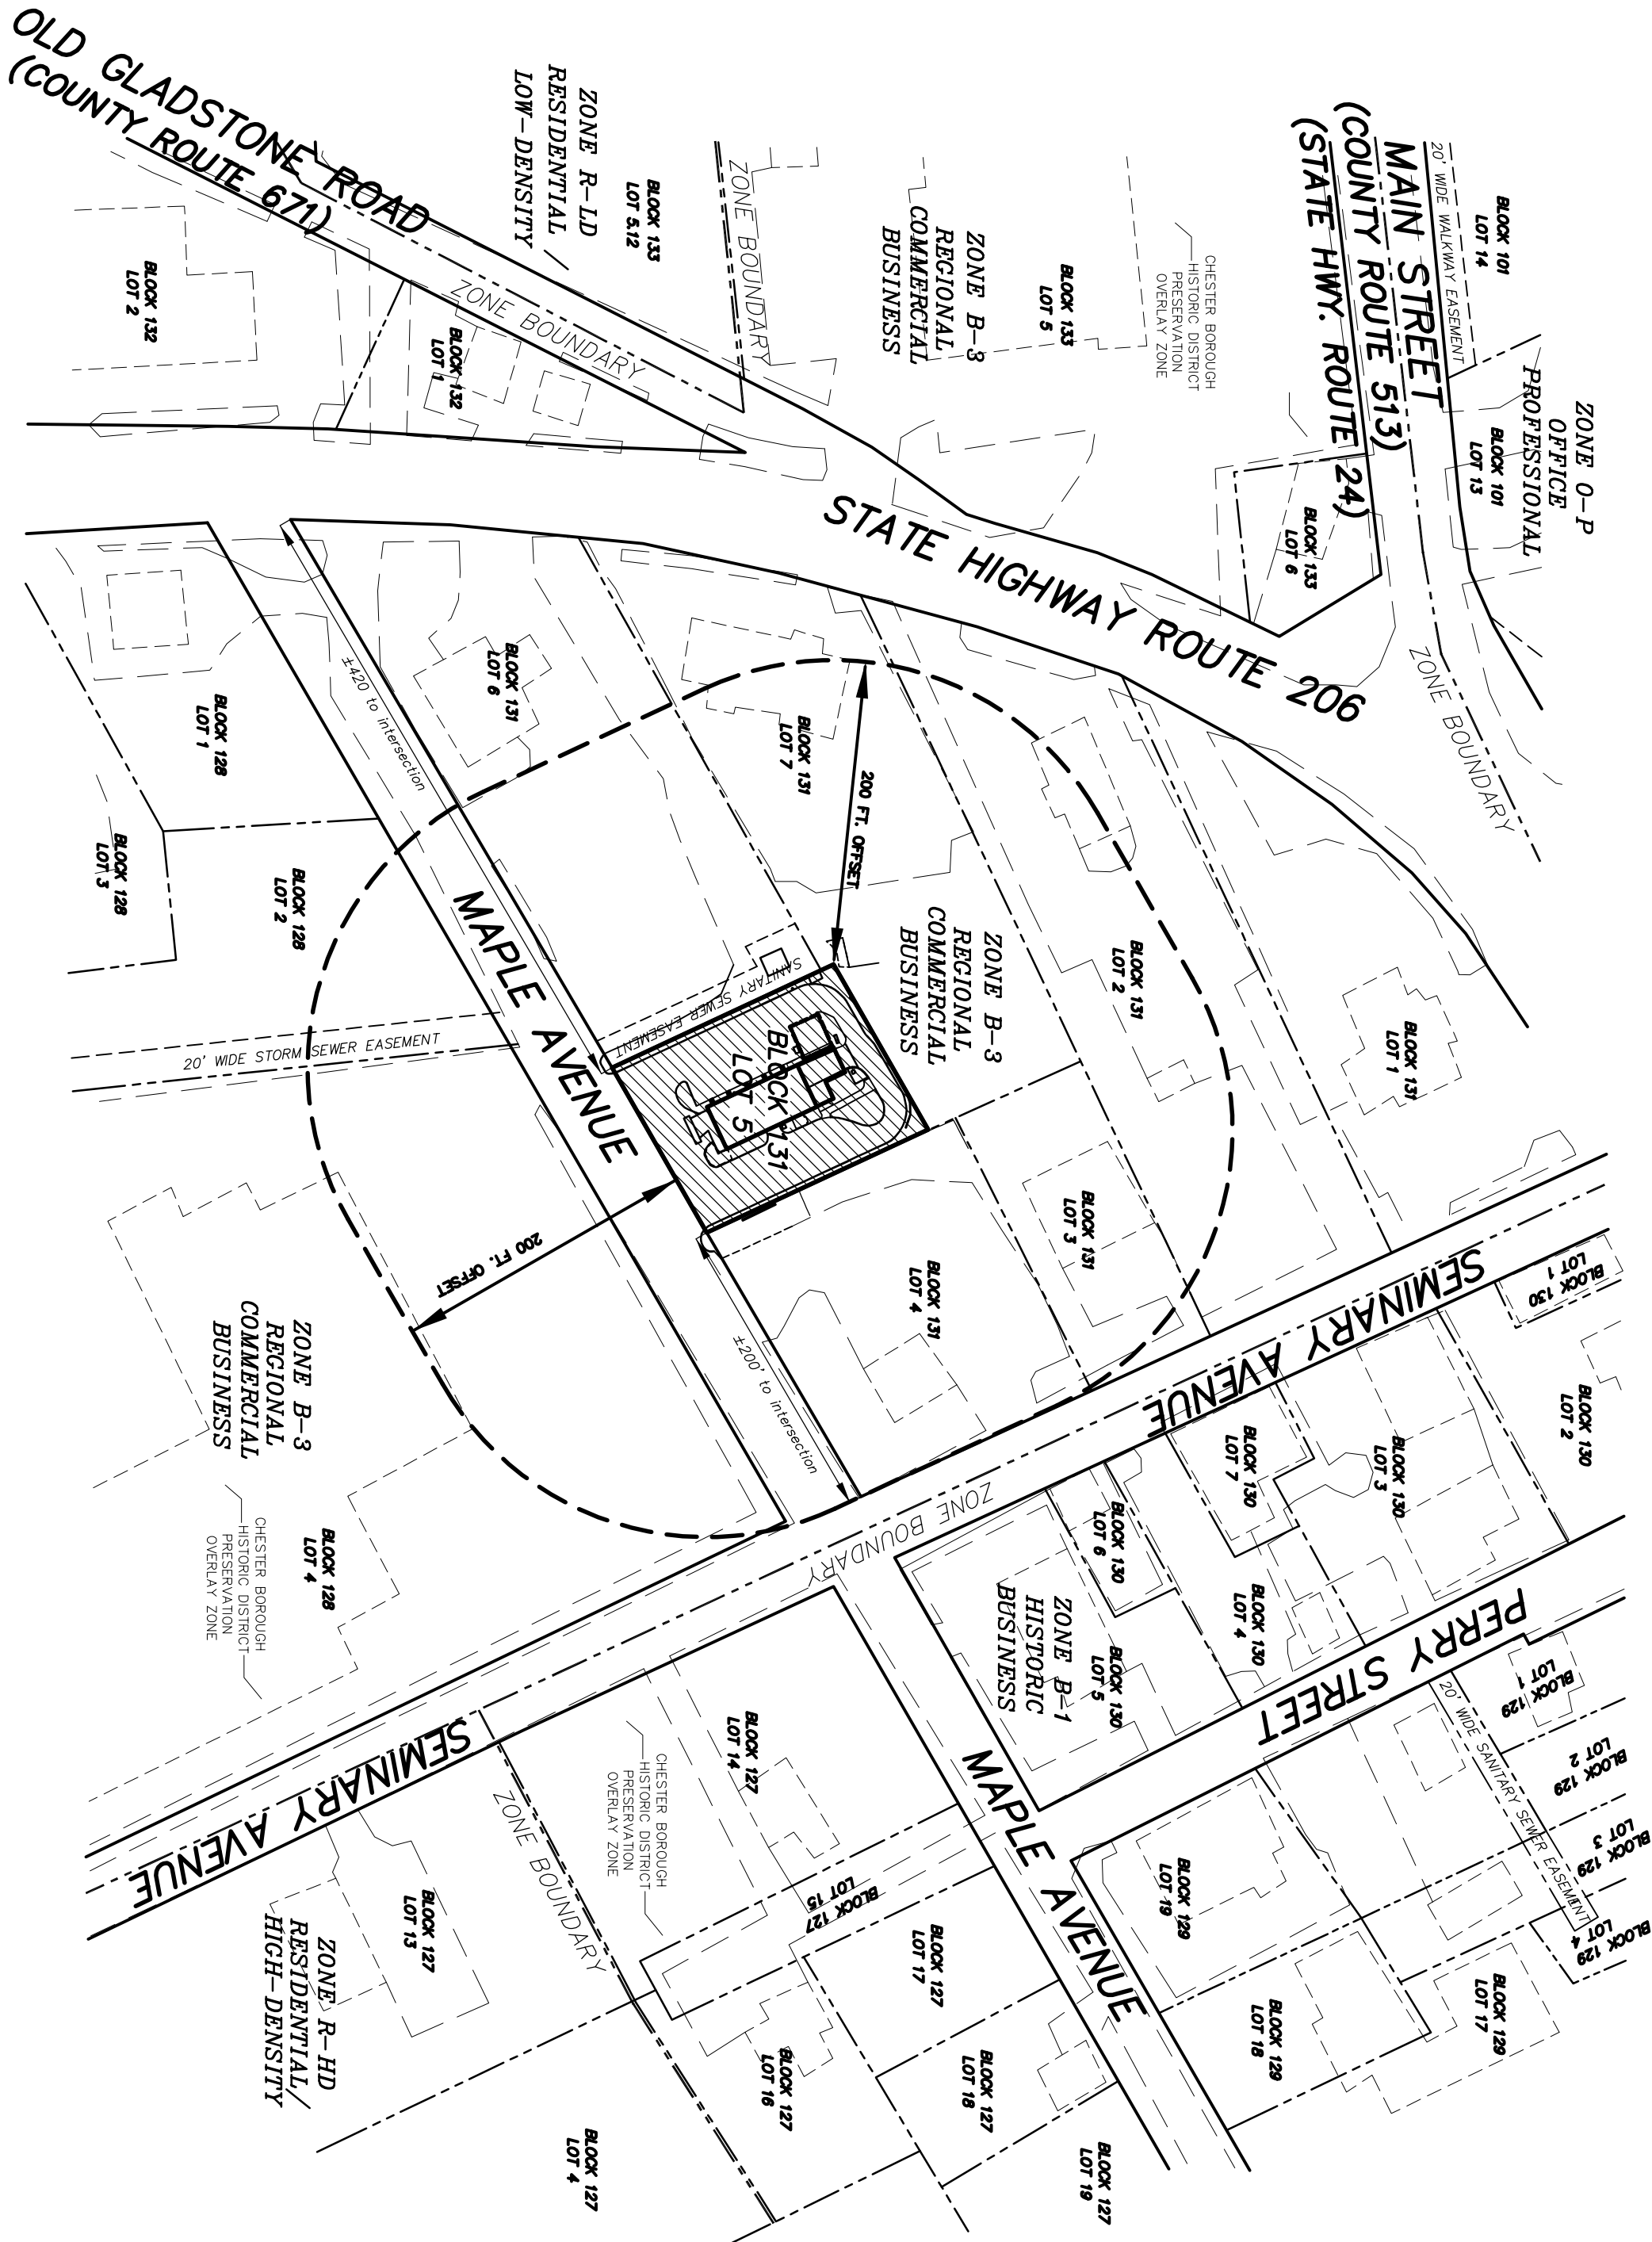 OLD GLADSTONE ROAD
(COUNTY ROUTE 671)
ZONE R-LD
RESIDENTIAL
LOW-DENSITY
BLOCK 133
LOT 5.12
ZONE BOUNDARY
ZONE B-3
REGIONAL
COMMERCIAL
BUSINESS
BLOCK 133
LOT 5
CHESTER BOROUGH
HISTORIC DISTRICT
PRESERVATION
OVERLAY ZONE
MAIN STREET
(COUNTY ROUTE 513)
(STATE HWY. ROUTE 24)
20' WIDE WALKWAY EASEMENT
BLOCK 101
LOT 14
ZONE O-P
OFFICE
PROFESSIONAL
BLOCK 101
LOT 13
BLOCK 133
LOT 6
ZONE BOUNDARY
BLOCK 132
LOT 2
BLOCK 132
LOT 1
ZONE BOUNDARY
STATE HIGHWAY ROUTE 206
BLOCK 128
LOT 1
BLOCK 128
LOT 3
BLOCK 128
LOT 2
±420 to intersection
BLOCK 131
LOT 6
BLOCK 131
LOT 7
200 FT. OFFSET
ZONE B-3
REGIONAL
COMMERCIAL
BUSINESS
BLOCK 131
LOT 2
BLOCK 131
LOT 1
MAPLE AVENUE
SANITARY SEWER EASEMENT
BLOCK 131
LOT 5
20' WIDE STORM SEWER EASEMENT
200 FT. OFFSET
BLOCK 131
LOT 3
BLOCK 131
LOT 4
±200' to intersection
SEMINARY AVENUE
BLOCK 130
LOT 1
BLOCK 130
LOT 2
BLOCK 130
LOT 3
BLOCK 130
LOT 7
BLOCK 130
LOT 6
BLOCK 130
LOT 4
BLOCK 130
LOT 5
ZONE B-1
HISTORIC
BUSINESS
ZONE BOUNDARY
PERRY STREET
ZONE B-3
REGIONAL
COMMERCIAL
BUSINESS
CHESTER BOROUGH
HISTORIC DISTRICT
PRESERVATION
OVERLAY ZONE
BLOCK 128
LOT 4
SEMINARY AVENUE
BLOCK 127
LOT 14
CHESTER BOROUGH
HISTORIC DISTRICT
PRESERVATION
OVERLAY ZONE
ZONE BOUNDARY
MAPLE AVENUE
BLOCK 129
LOT 1
BLOCK 129
LOT 2
BLOCK 129
LOT 3
BLOCK 129
LOT 4
20' WIDE SANITARY SEWER EASEMENT
BLOCK 129
LOT 19
BLOCK 129
LOT 18
BLOCK 129
LOT 17
BLOCK 127
LOT 13
ZONE R-HD
RESIDENTIAL/
HIGH-DENSITY
BLOCK 127
LOT 15
BLOCK 127
LOT 17
BLOCK 127
LOT 16
BLOCK 127
LOT 18
BLOCK 127
LOT 4
BLOCK 127
LOT 19